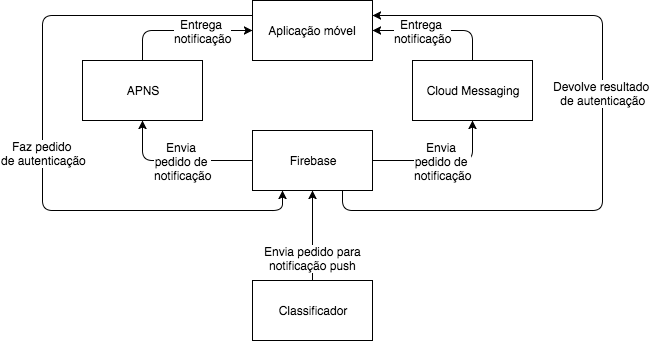 Entrega
notificação
Aplicação móvel
Entrega
notificação
APNS
Cloud Messaging
Devolve resultado
de autenticação
Faz pedido
de autenticação
Envia
pedido de
notificação
Firebase
Envia
pedido de
notificação
Envia pedido para
notificação push
Classificador